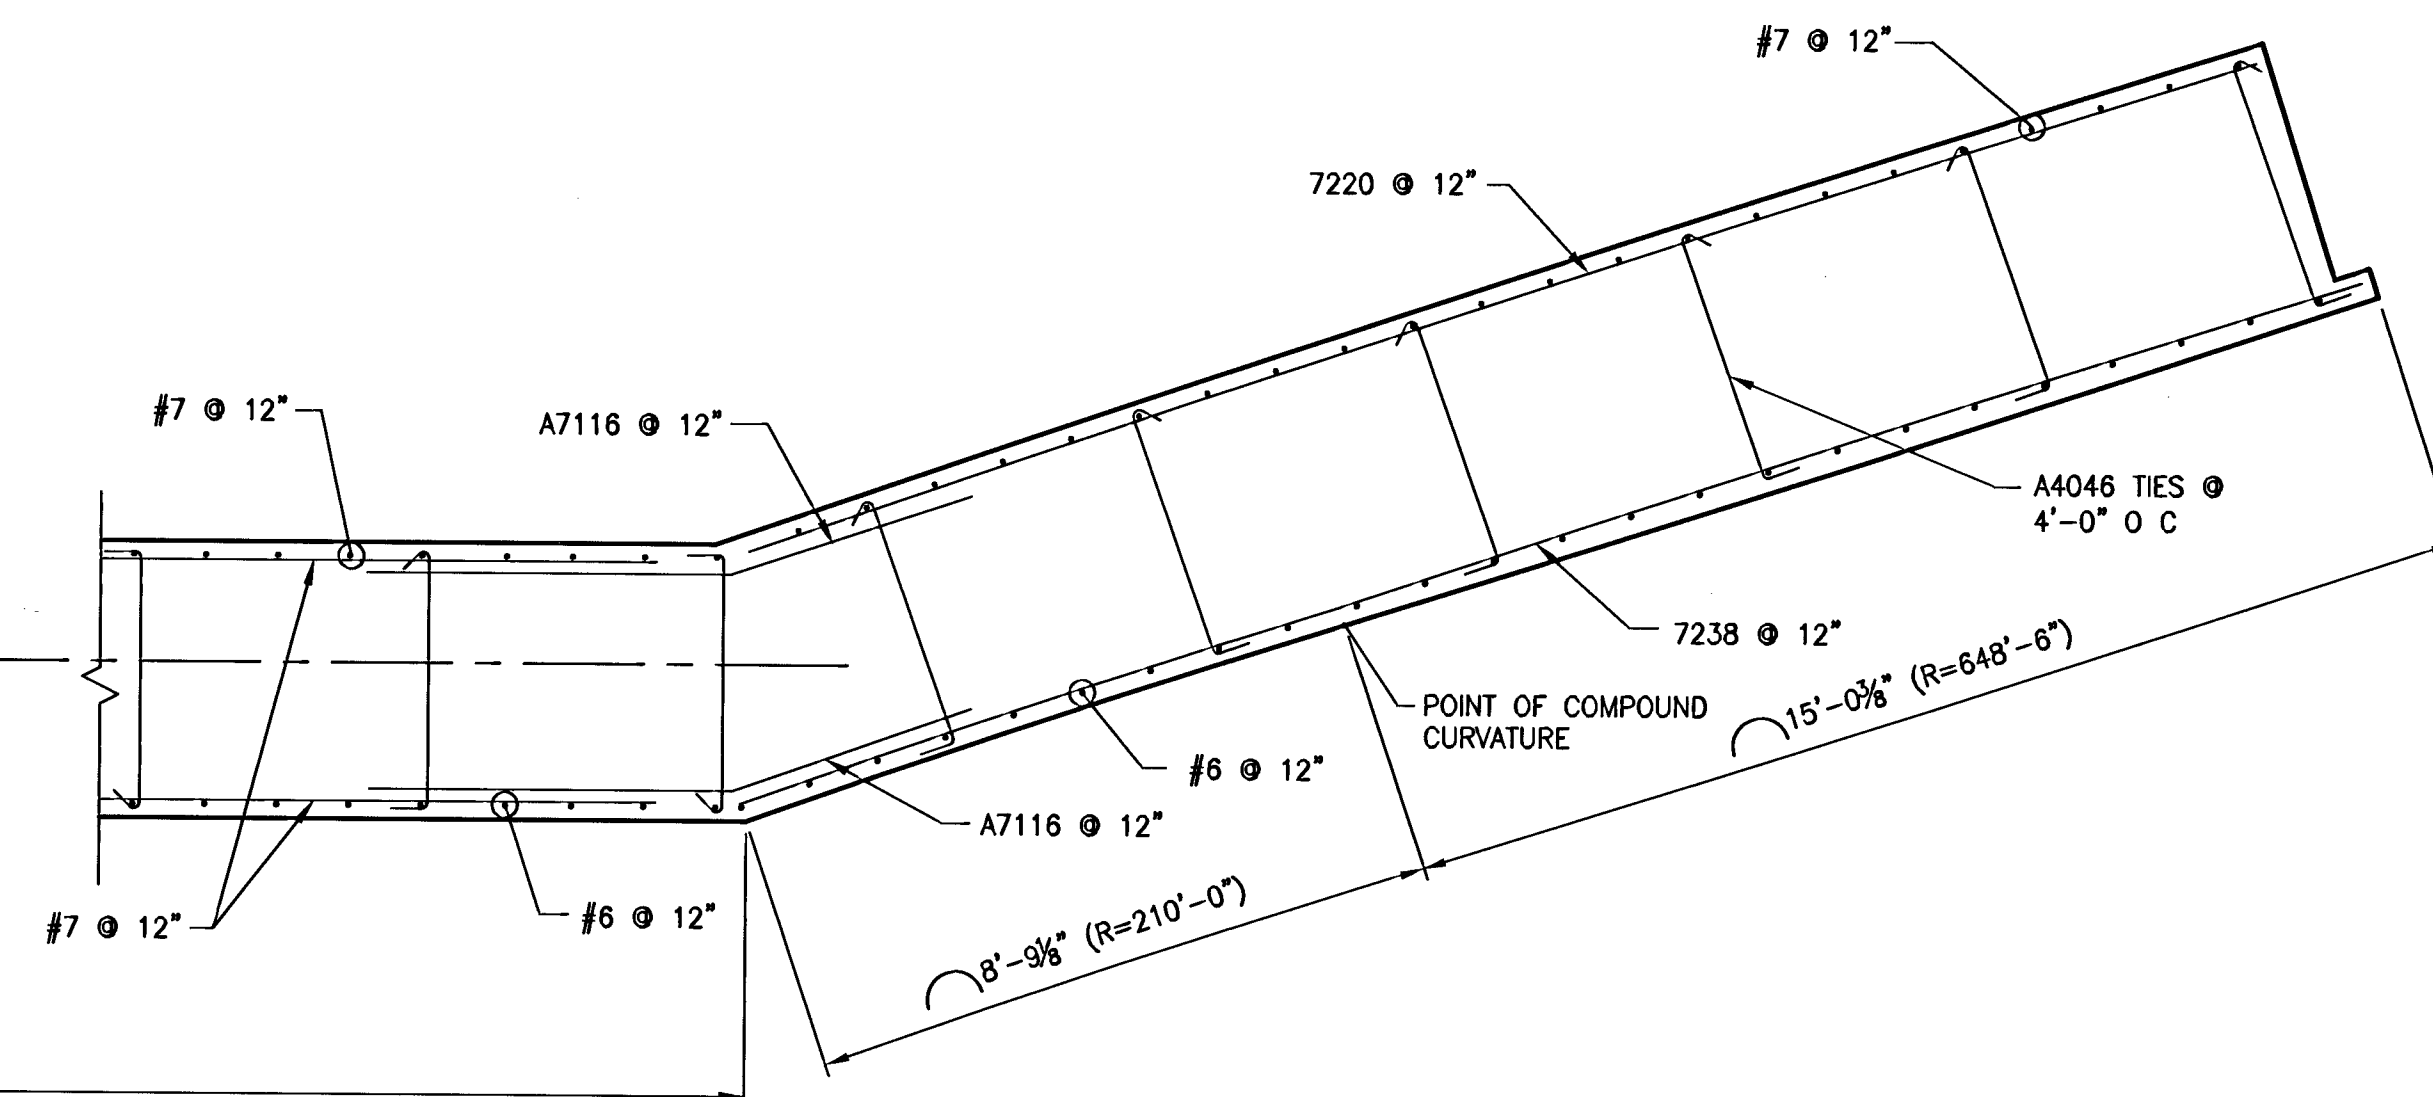 #7 @ 12"
7220 @ 12"
#7 @ 12"
A7116 @ 12"
A4046 TIES @
4'-0" O C
7238 @ 12"
15'-0⅜" (R=648'-6")
POINT OF COMPOUND
CURVATURE
#6 @ 12"
A7116 @ 12"
#7 @ 12"
#6 @ 12"
8'-9⅛" (R=210'-0")